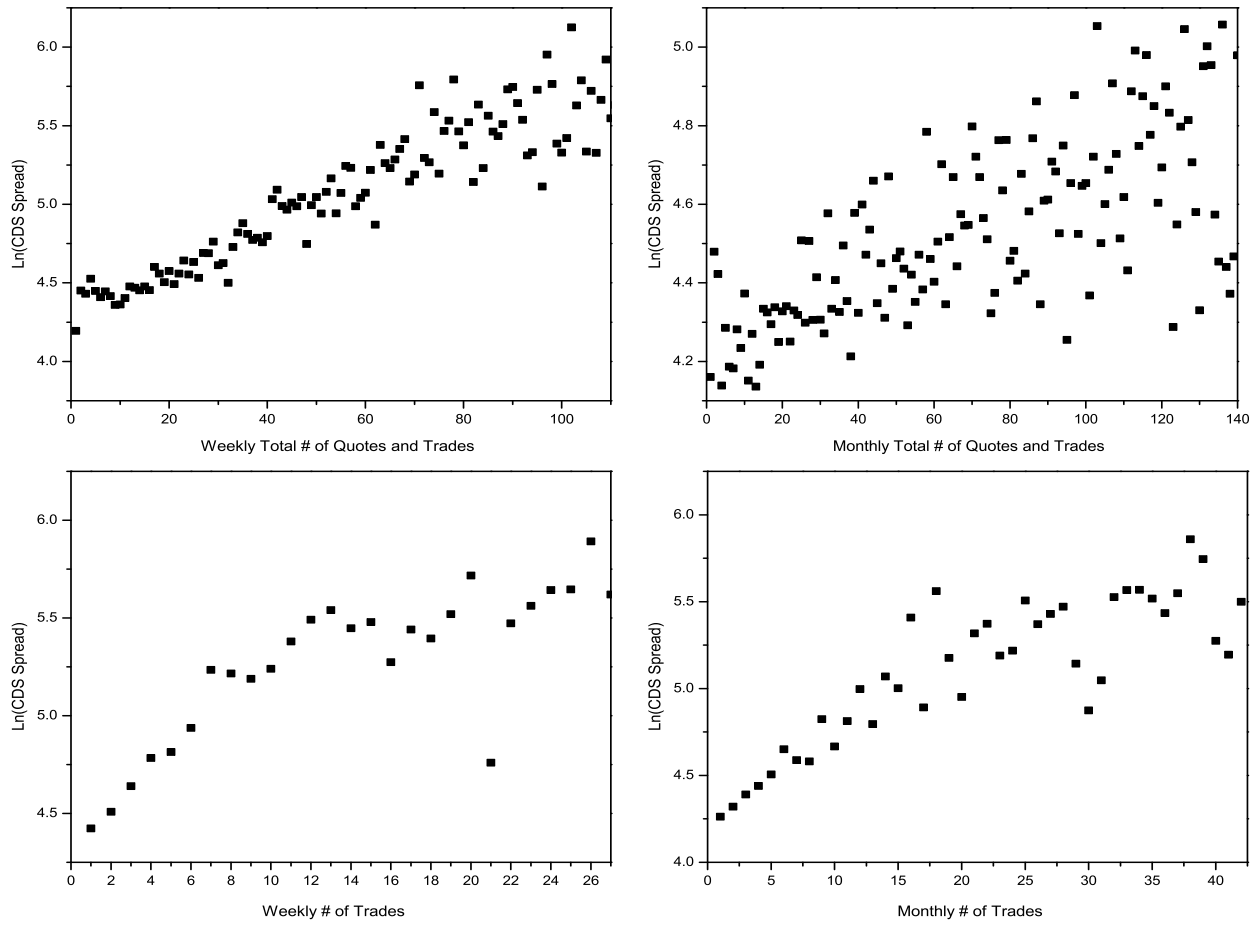 6.0
5.5
5.0
4.5
4.0
Ln(CDS Spread)
0 20 40 60 80 100
Weekly Total # of Quotes and Trades
5.0
4.8
4.6
4.4
4.2
Ln(CDS Spread)
0 20 40 60 80 100 120 140
Monthly Total # of Quotes and Trades
6.0
5.5
5.0
4.5
Ln(CDS Spread)
0 2 4 6 8 10 12 14 16 18 20 22 24 26
Weekly # of Trades
6.0
5.5
5.0
4.5
4.0
Ln(CDS Spread)
0 5 10 15 20 25 30 35 40
Monthly # of Trades